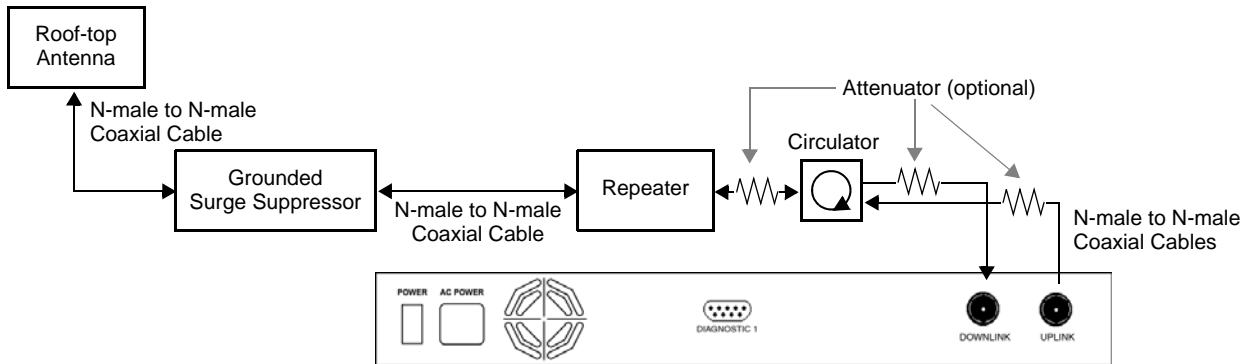 Roof-top
Antenna
N-male to N-male
Coaxial Cable
Attenuator (optional)
Circulator
Grounded
Surge Suppressor
Repeater
N-male to N-male
Coaxial Cable
N-male to N-male
Coaxial Cables
POWER
AC POWER
DIAGNOSTIC 1
DOWNLINK
UPLINK